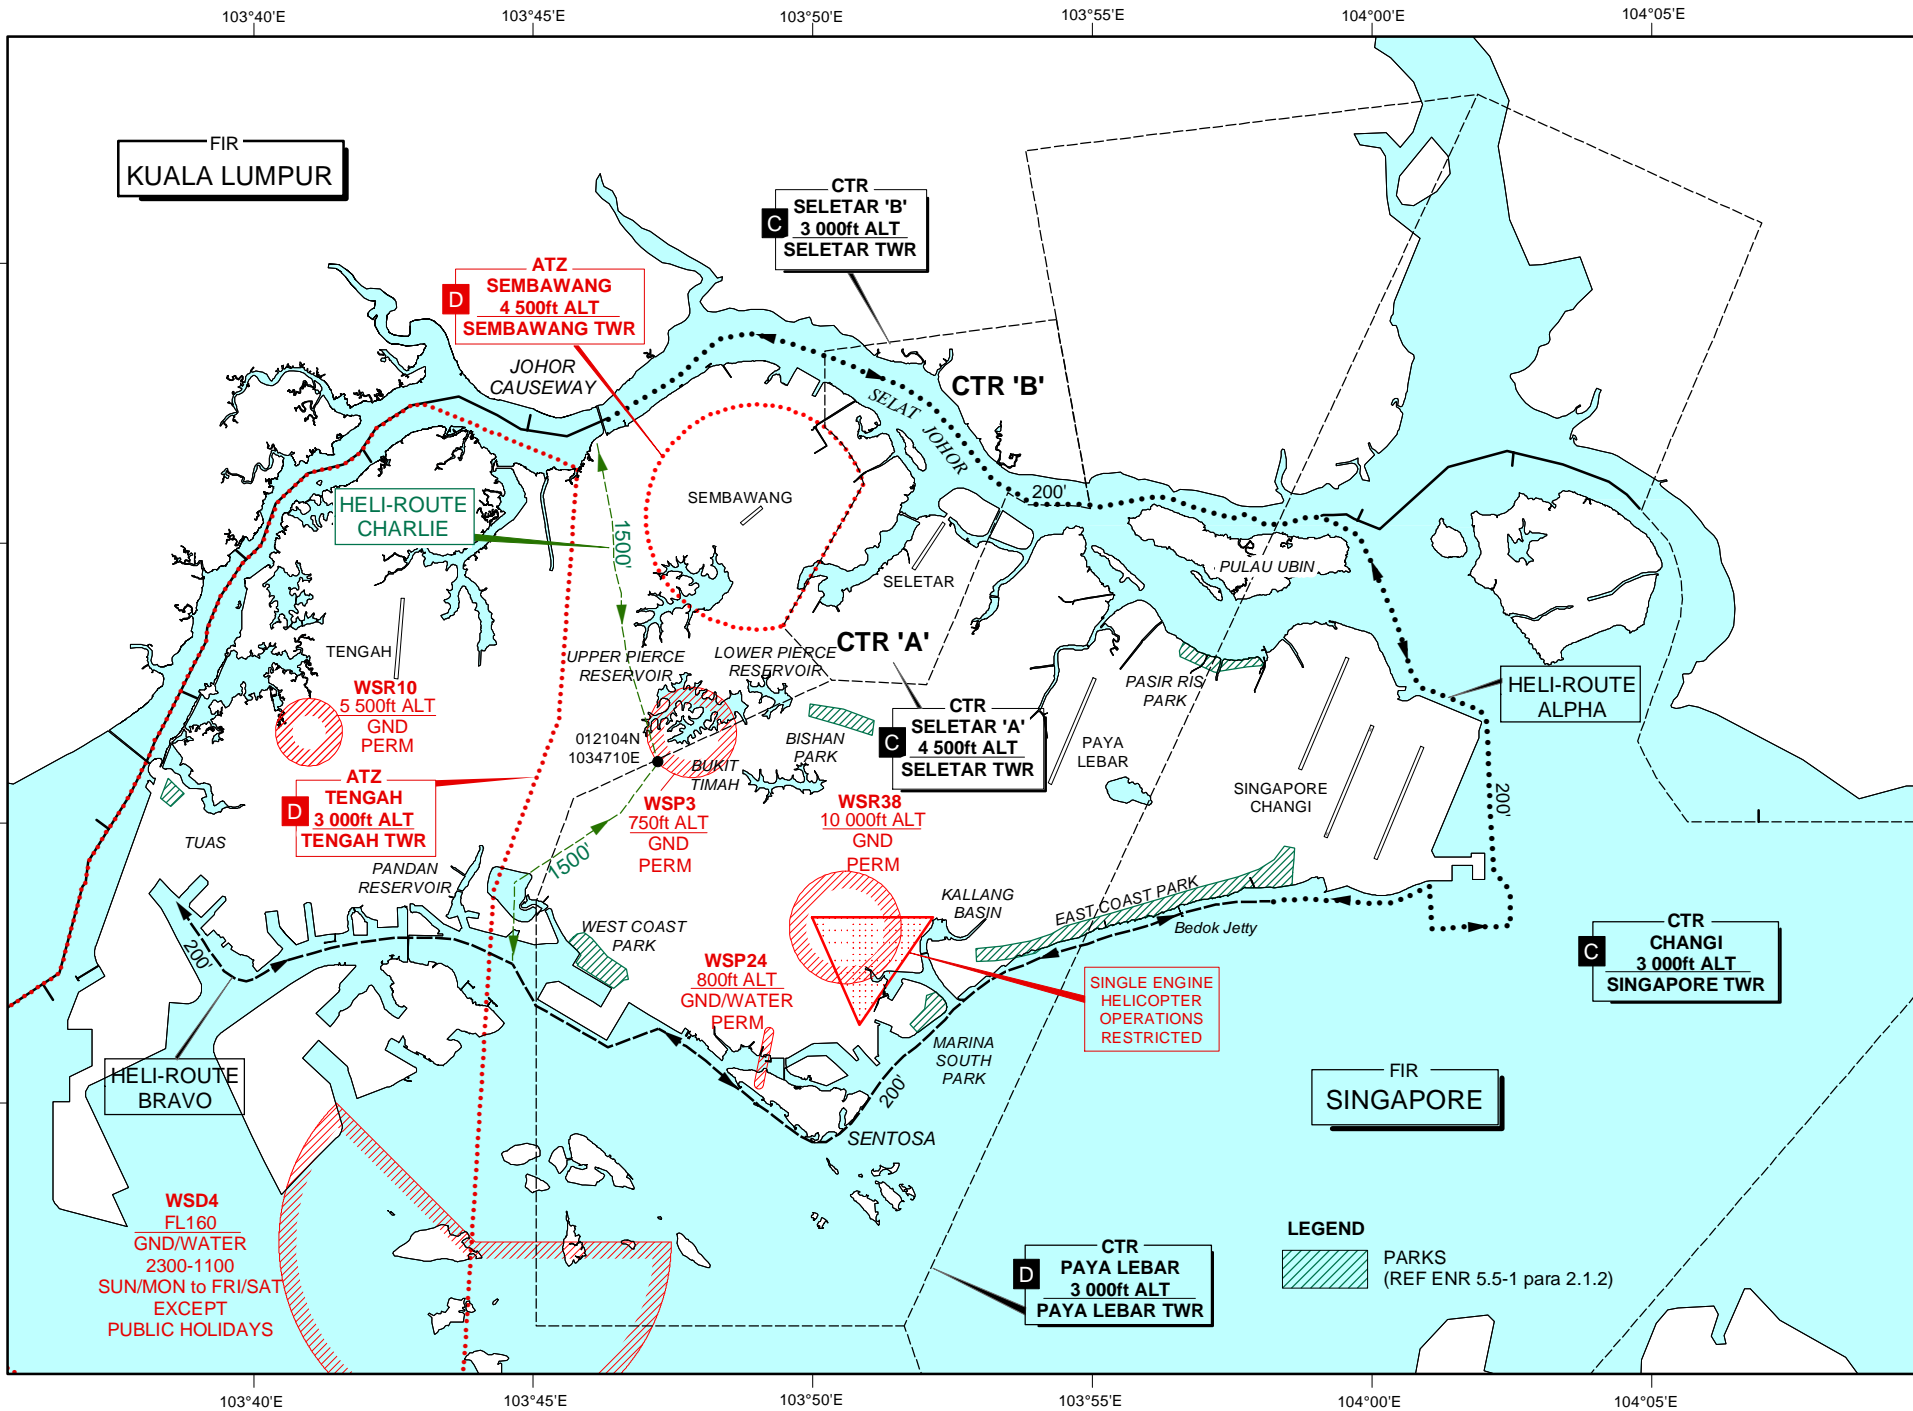 103°40'E
103°45'E
103°50'E
103°55'E
104°00'E
104°05'E
FIR
KUALA LUMPUR
CTR
SELETAR 'B'
C
3 000ft ALT
SELETAR TWR
ATZ
SEMBAWANG
D
4 500ft ALT
SEMBAWANG TWR
JOHOR
CAUSEWAY
CTR 'B'
SELAT
JOHOR
HELI-ROUTE
CHARLIE
1500'
SEMBAWANG
200'
SELETAR
PULAU UBIN
TENGAH
UPPER PIERCE
RESERVOIR
LOWER PIERCE
RESERVOIR
CTR 'A'
PASIR RIS
PARK
HELI-ROUTE
ALPHA
WSR10
5 500ft ALT
GND
PERM
012104N
1034710E
BUKIT
TIMAH
BISHAN
PARK
CTR
SELETAR 'A'
C
4 500ft ALT
SELETAR TWR
PAYA
LEBAR
SINGAPORE
CHANGI
200'
ATZ
TENGAH
D
3 000ft ALT
TENGAH TWR
WSP3
750ft ALT
GND
PERM
WSR38
10 000ft ALT
GND
PERM
TUAS
PANDAN
RESERVOIR
1500'
KALLANG
BASIN
EAST COAST PARK
Bedok Jetty
200'
WEST COAST
PARK
WSP24
800ft ALT
GND/WATER
PERM
SINGLE ENGINE
HELICOPTER
OPERATIONS
RESTRICTED
CTR
CHANGI
C
3 000ft ALT
SINGAPORE TWR
HELI-ROUTE
BRAVO
MARINA
SOUTH
PARK
200'
SENTOSA
FIR
SINGAPORE
WSD4
FL160
GND/WATER
2300-1100
SUN/MON to FRI/SAT
EXCEPT
PUBLIC HOLIDAYS
CTR
PAYA LEBAR
D
3 000ft ALT
PAYA LEBAR TWR
LEGEND
PARKS
(REF ENR 5.5-1 para 2.1.2)
103°40'E
103°45'E
103°50'E
103°55'E
104°00'E
104°05'E